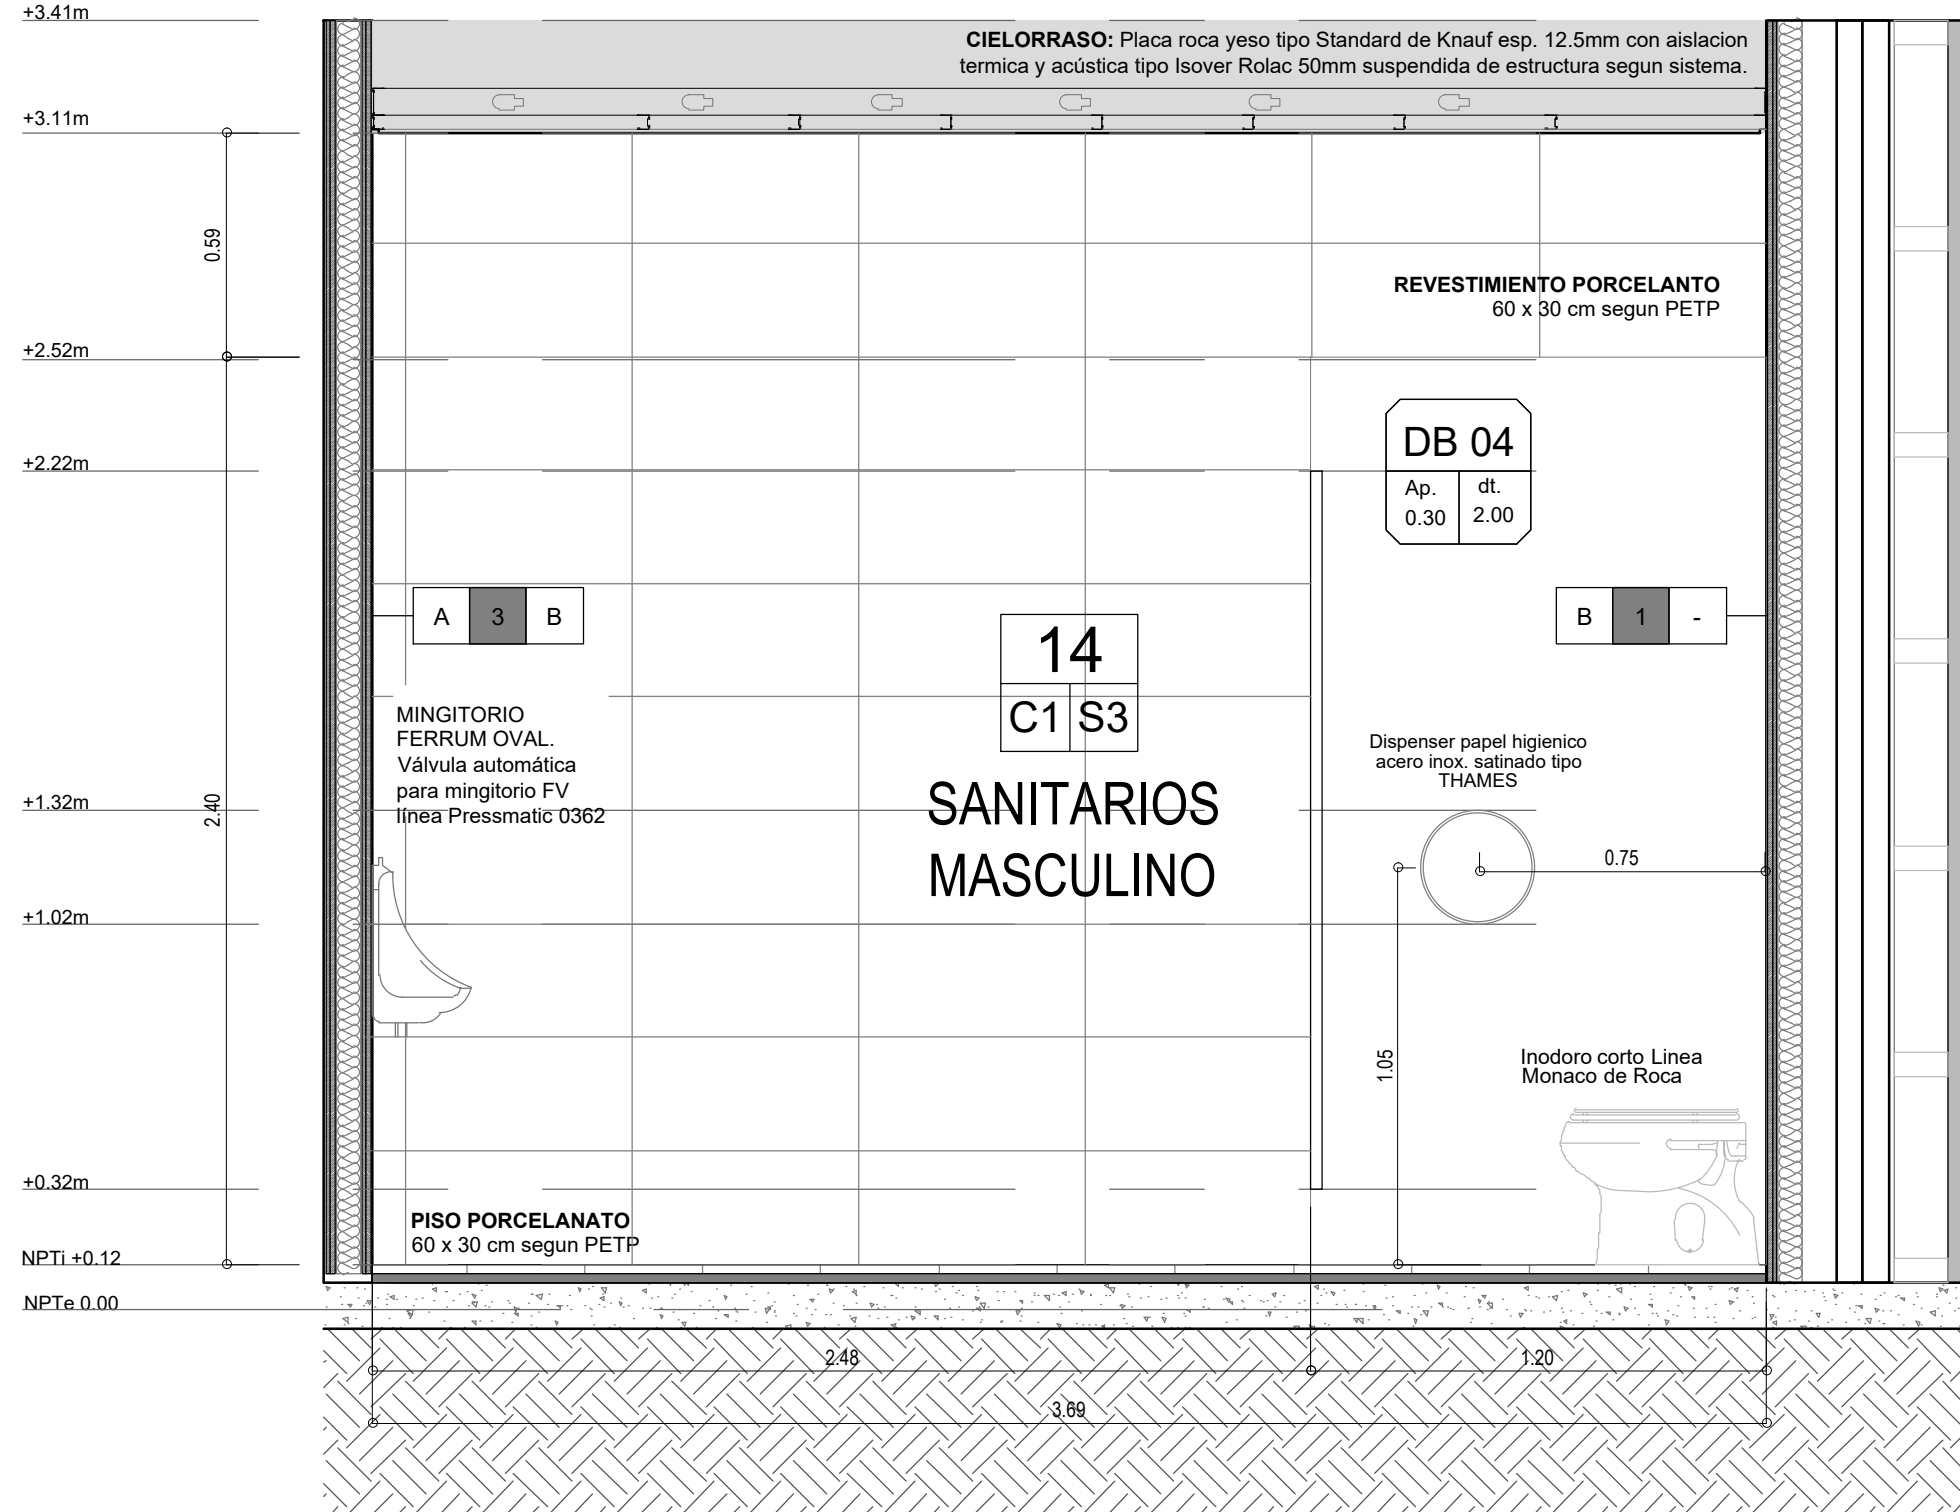 +3.41m
CIELORRASO: Placa roca yeso tipo Standard de Knauf esp. 12.5mm con aislacion
termica y acústica tipo Isover Rolac 50mm suspendida de estructura segun sistema.
+3.11m
0.59
REVESTIMIENTO PORCELANTO
60 x 30 cm segun PETP
+2.52m
DB 04
+2.22m
Ap. dt.
0.30 2.00
A 3 B
B 1 -
14
C1 S3
MINGITORIO
FERRUM OVAL.
Válvula automática
para mingitorio FV
línea Pressmatic 0362
Dispenser papel higienico
acero inox. satinado tipo
THAMES
SANITARIOS
MASCULINO
+1.32m
2.40
0.75
+1.02m
1.05
Inodoro corto Linea
Monaco de Roca
+0.32m
PISO PORCELANATO
60 x 30 cm segun PETP
NPTi +0.12
NPTe 0.00
2.48
1.20
3.69